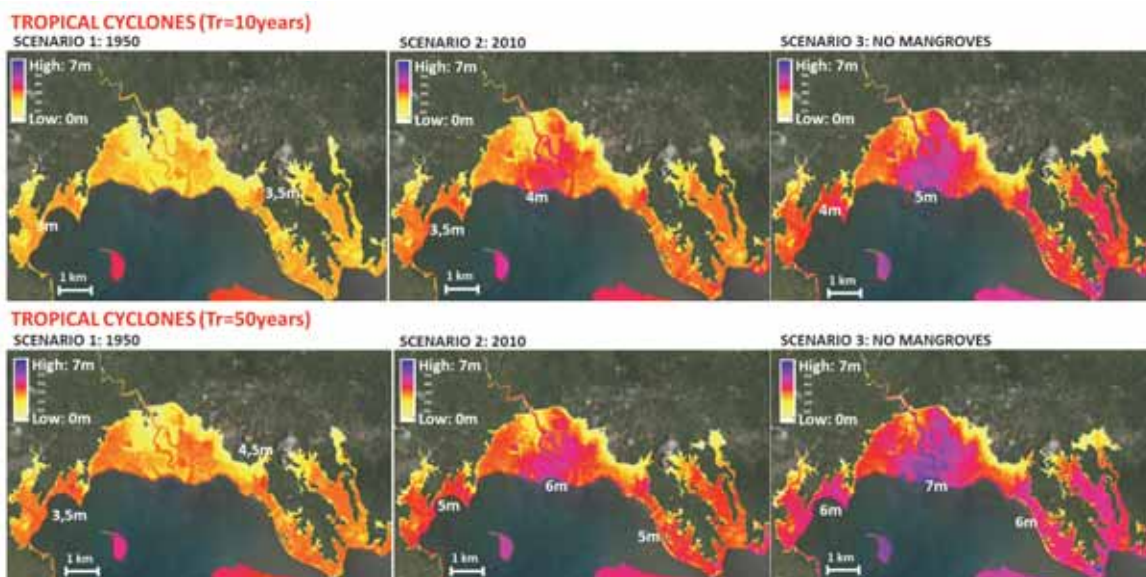 TROPICAL CYCLONES (Tr=10years)
SCENARIO 1: 1950
High: 7m
Low: 0m
3m
3,5m
1 km
SCENARIO 2: 2010
High: 7m
Low: 0m
3,5m
4m
1 km
SCENARIO 3: NO MANGROVES
High: 7m
Low: 0m
4m
5m
1 km
TROPICAL CYCLONES (Tr=50years)
SCENARIO 1: 1950
High: 7m
Low: 0m
4,5m
3,5m
1 km
SCENARIO 2: 2010
High: 7m
Low: 0m
6m
5m
5m
1 km
SCENARIO 3: NO MANGROVES
High: 7m
Low: 0m
7m
6m
6m
1 km